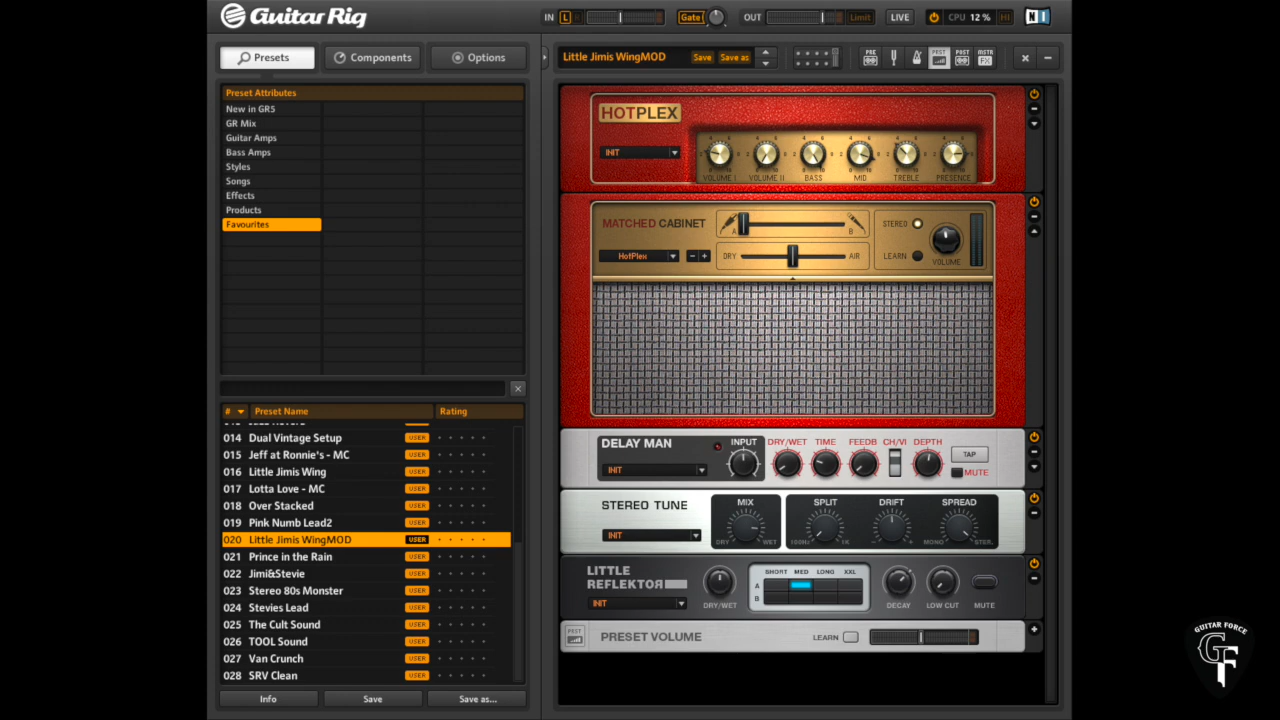 Guitar Rig
IN L R
Gate
OUT
Limit
LIVE
CPU 12 %
HI
NI
Presets
Components
Options
Little Jimis WingMOD
Save
Save as
PRE
PRST
POST
MSTR
FX
Preset Attributes
New in GR5
GR Mix
Guitar Amps
Bass Amps
Styles
Songs
Effects
Products
Favourites
# Preset Name Rating
014 Dual Vintage Setup USER
015 Jeff at Ronnie's - MC USER
016 Little Jimis Wing USER
017 Lotta Love - MC USER
018 Over Stacked USER
019 Pink Numb Lead2 USER
020 Little Jimis WingMOD USER
021 Prince in the Rain USER
022 Jimi&Stevie USER
023 Stereo 80s Monster USER
024 Stevies Lead USER
025 The Cult Sound USER
026 TOOL Sound USER
027 Van Crunch USER
028 SRV Clean USER
Info
Save
Save as...
HOTPLEX
INIT
VOLUME I VOLUME II BASS MID TREBLE PRESENCE
MATCHED CABINET
A B
STEREO
HotPlex
DRY AIR
LEARN
VOLUME
DELAY MAN
INPUT DRY/WET TIME FEEDB CH/VI DEPTH
TAP
INIT
MUTE
STEREO TUNE
MIX
SPLIT DRIFT SPREAD
INIT
DRY WET
100Hz 1K
- +
MONO STER.
LITTLE
REFLEKTOR
INIT
DRY/WET
SHORT MED LONG XXL
A
B
DECAY
LOW CUT
MUTE
PRST
PRESET VOLUME
LEARN
GUITAR FORCE
GF